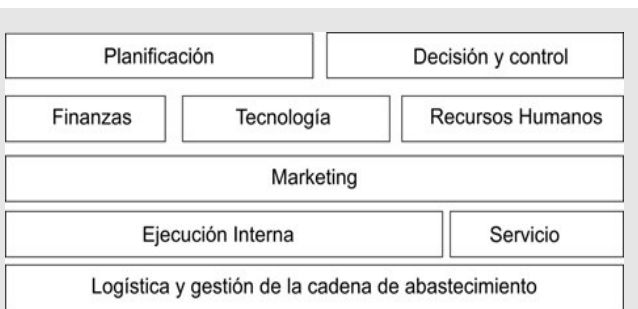 Planificación
Decisión y control
Finanzas
Tecnología
Recursos Humanos
Marketing
Ejecución Interna
Servicio
Logística y gestión de la cadena de abastecimiento